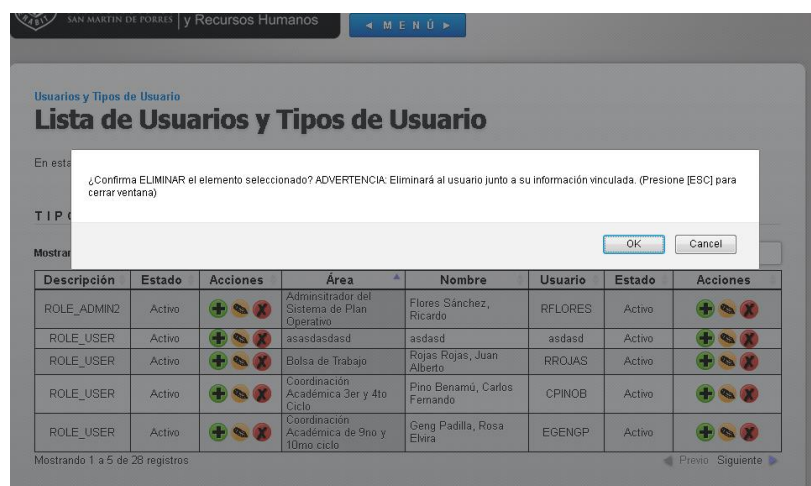 SAN MARTIN DE PORRES y Recursos Humanos
MENÚ
Usuarios y Tipos de Usuario
Lista de Usuarios y Tipos de Usuario
En esta
¿Confirma ELIMINAR el elemento seleccionado? ADVERTENCIA: Eliminará al usuario junto a su información vinculada. (Presione [ESC] para
cerrar ventana)
TIPO
OK Cancel
Mostrar
Descripción Estado Acciones Área Nombre Usuario Estado Acciones
ROLE_ADMIN2 Activo Adminsitrador del Sistema de Plan Operativo Flores Sánchez, Ricardo RFLORES Activo
ROLE_USER Activo asasdasdasd asdasd asdasd Activo
ROLE_USER Activo Bolsa de Trabajo Rojas Rojas, Juan Alberto RROJAS Activo
ROLE_USER Activo Coordinación Académica 3er y 4to Ciclo Pino Benamú, Carlos Fernando CPINOB Activo
ROLE_USER Activo Coordinación Académica de 9no y 10mo ciclo Geng Padilla, Rosa Elvira EGENGP Activo
Mostrando 1 a 5 de 28 registros Previo Siguiente